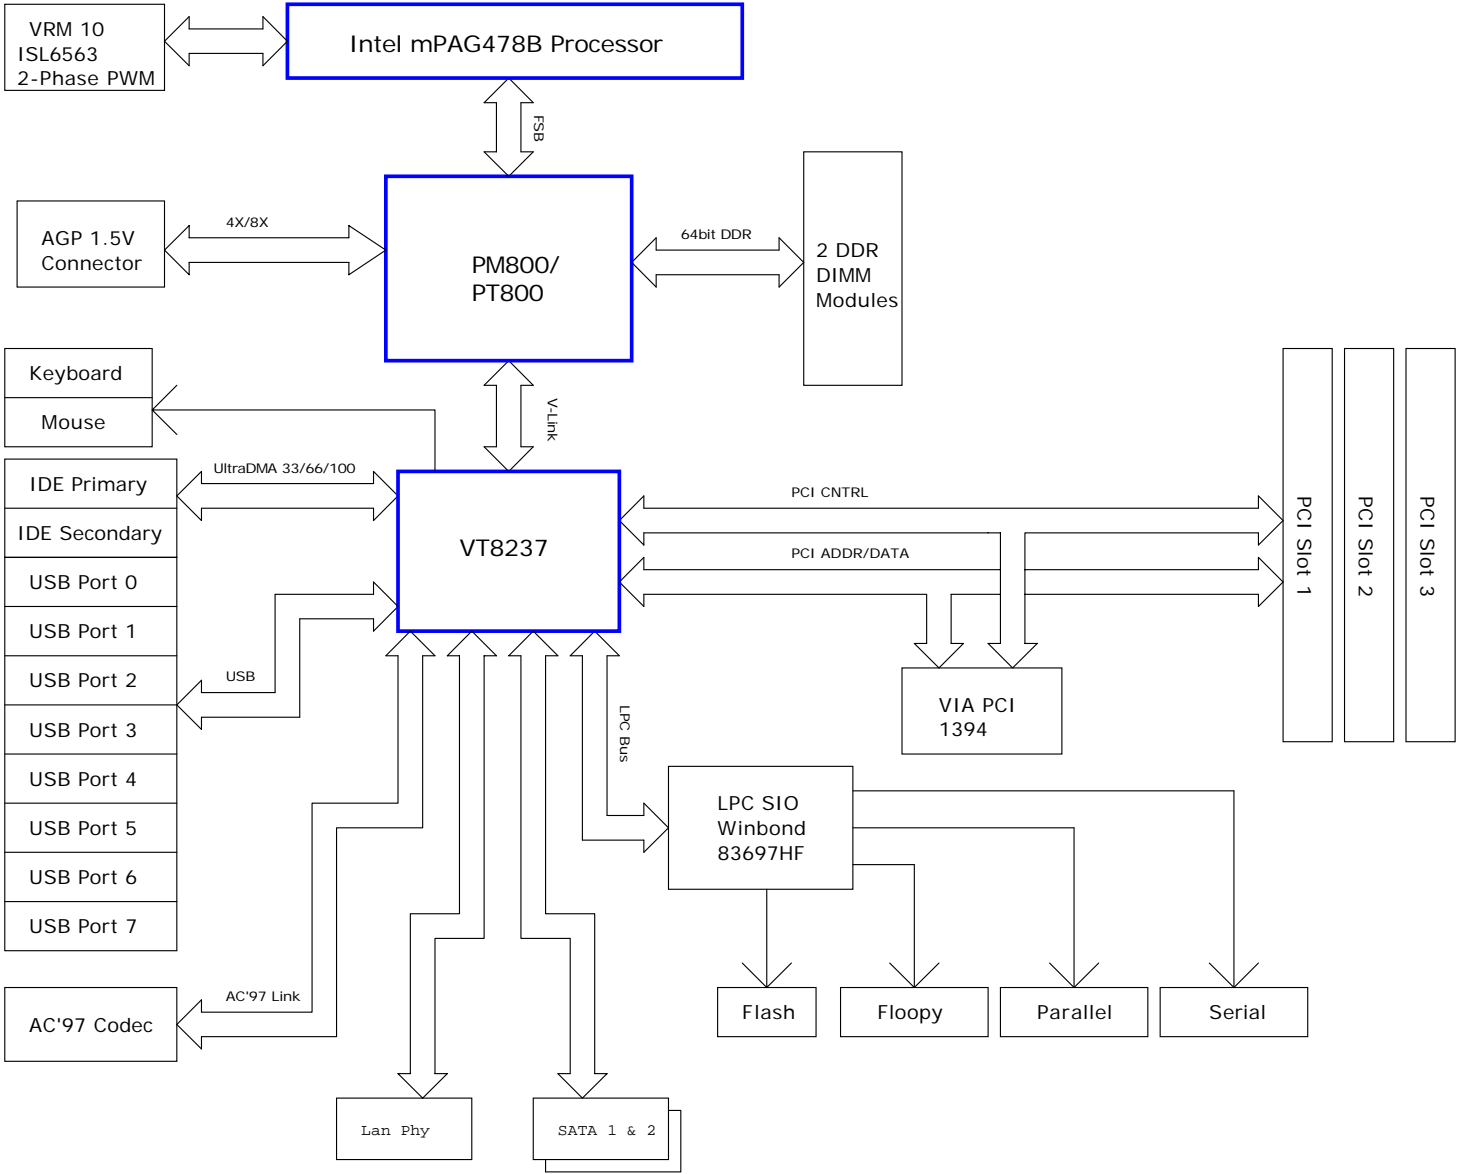 VRM 10
ISL6563
2-Phase PWM
Intel mPAG478B Processor
FSB
AGP 1.5V
Connector
4X/8X
PM800/
PT800
64bit DDR
2 DDR
DIMM
Modules
V-Link
Keyboard
Mouse
IDE Primary
IDE Secondary
USB Port 0
USB Port 1
USB Port 2
USB Port 3
USB Port 4
USB Port 5
USB Port 6
USB Port 7
UltraDMA 33/66/100
USB
VT8237
PCI CNTRL
PCI ADDR/DATA
PCI Slot 1
PCI Slot 2
PCI Slot 3
VIA PCI
1394
LPC Bus
LPC SIO
Winbond
83697HF
AC'97 Link
AC'97 Codec
Flash
Floopy
Parallel
Serial
Lan Phy
SATA 1 & 2